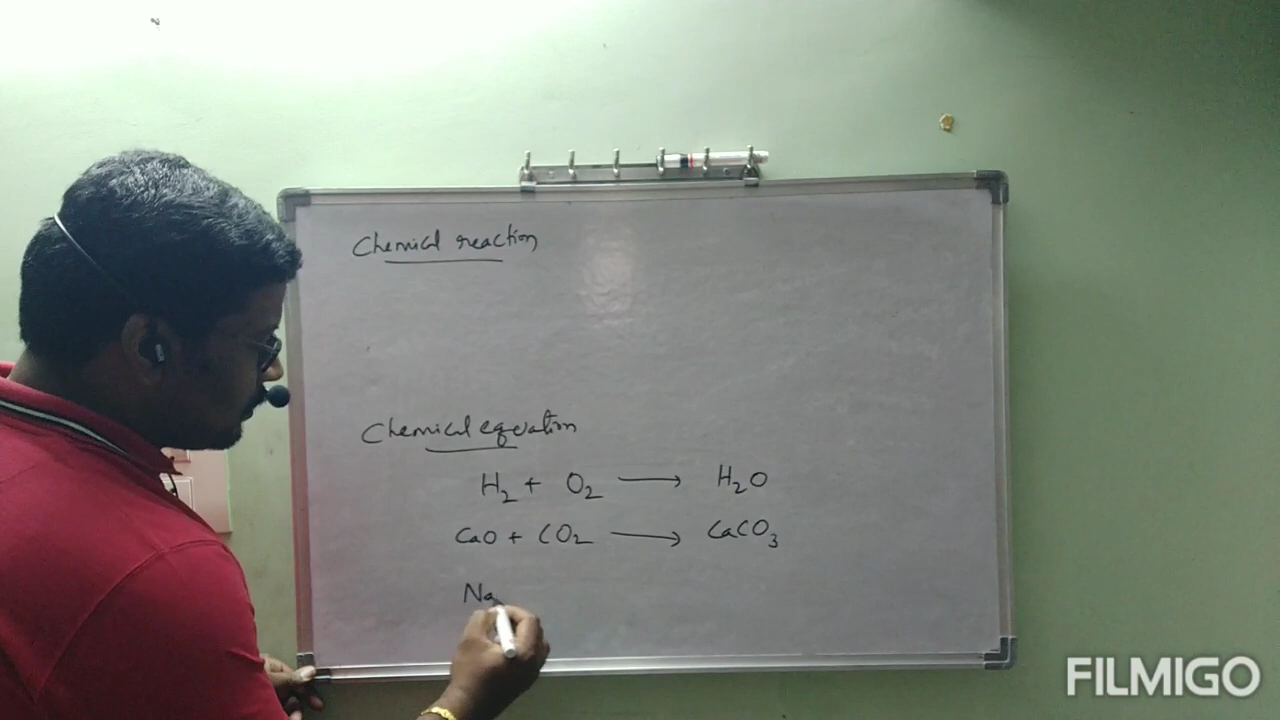 Chemical reaction
Chemical equation
H₂ + O₂ ⟶ H₂O
CaO + CO₂ ⟶ CaCO₃
Na
FILMIGO